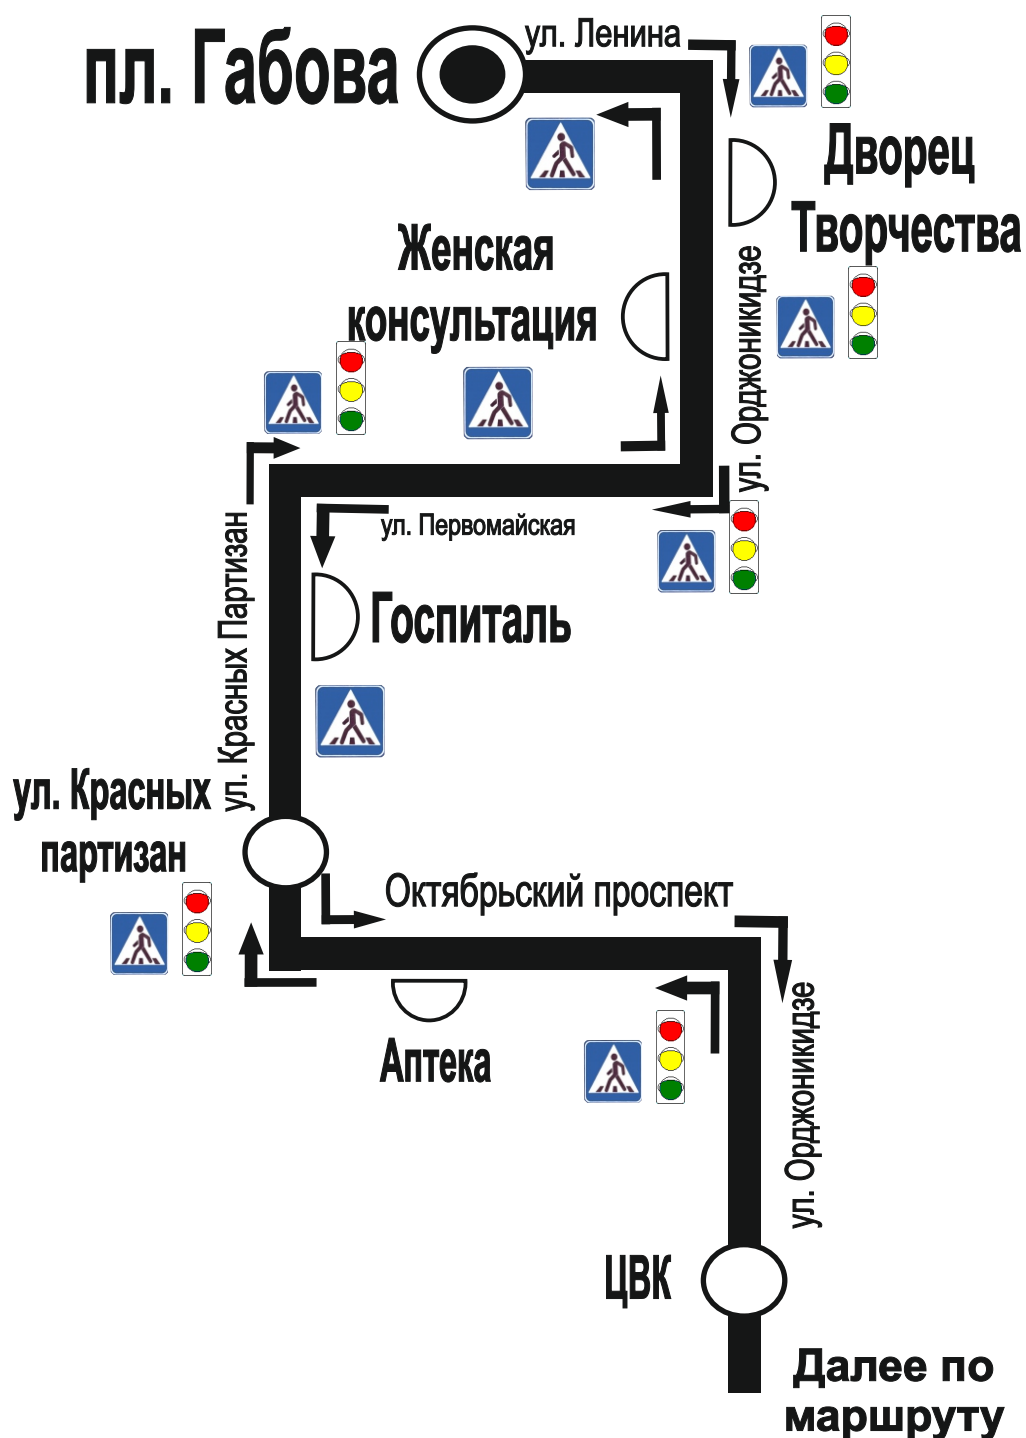 ул. Ленина
пл. Габова
Дворец
Творчества
Женская
консультация
ул. Орджоникидзе
ул. Первомайская
ул. Красных Партизан
Госпиталь
ул. Красных
партизан
Октябрьский проспект
Аптека
ул. Орджоникидзе
ЦВК
Далее по
маршруту